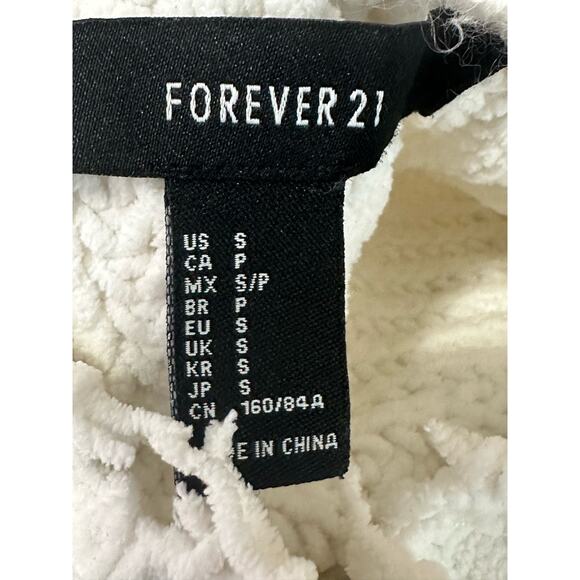 FOREVER 21
US S
CA P
MX S/P
BR P
EU S
UK S
KR S
JP S
CN 160/84A
IN CHINA